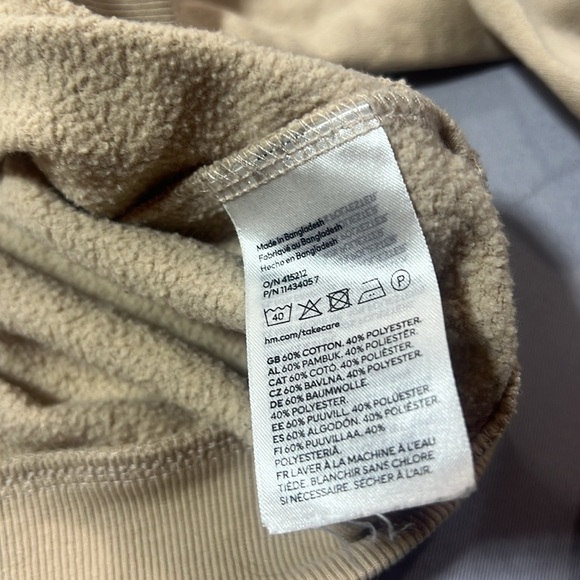 Made in Bangladesh
Fabriqué au Bangladesh
Hecho en Bangladesh
O/N 415212
P/N 11434057
40
P
hm.com/takecare
GB 60% COTTON. 40% POLYESTER.
AL 60% PAMBUK. 40% POLIESTËR.
CAT 60% COTÓ. 40% POLIÈSTER.
CZ 60% BAVLNA. 40% POLYESTER.
DE 60% BAUMWOLLE.
40% POLYESTER.
EE 60% PUUVILL. 40% POLÜESTER.
ES 60% ALGODÓN. 40% POLIÉSTER.
FI 60% PUUVILLAA. 40%
POLYESTERIÄ.
FR LAVER À LA MACHINE À L'EAU
TIÈDE. BLANCHIR SANS CHLORE
SI NÉCESSAIRE. SÉCHER À L'AIR.